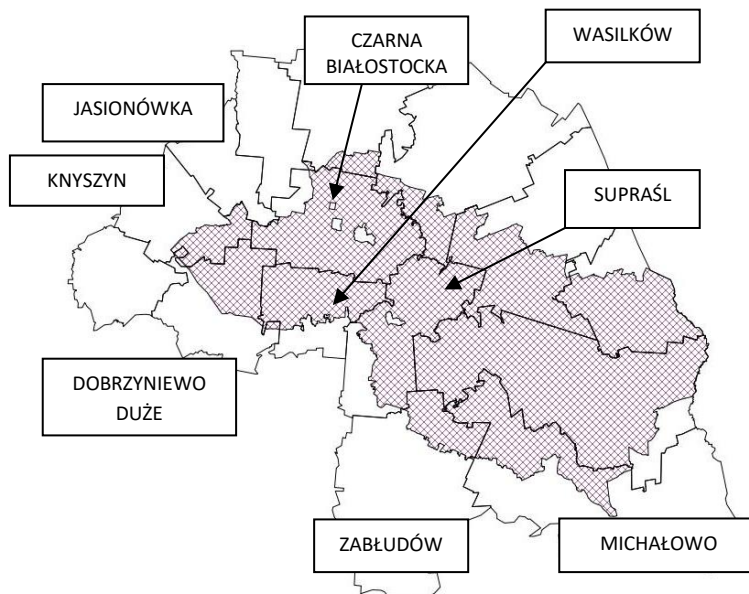 CZARNA
BIAŁOSTOCKA
WASILKÓW
JASIONÓWKA
KNYSZYN
SUPRAŚL
DOBRZYNIEWO
DUŻE
ZABŁUDÓW
MICHAŁOWO